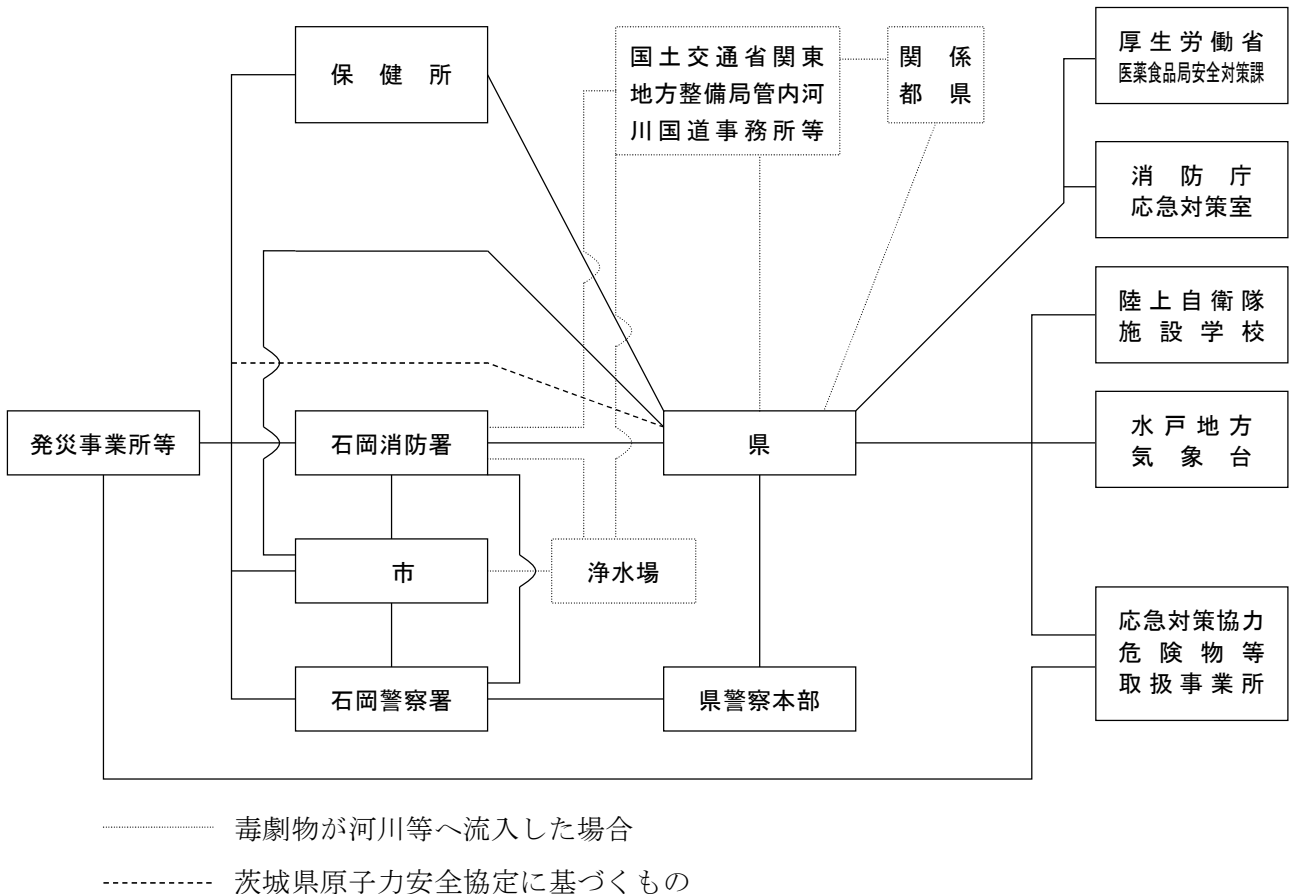 保健所
国土交通省関東
地方整備局管内河
川国道事務所等
関係
都県
厚生労働省
医薬食品局安全対策課
消防庁
応急対策室
陸上自衛隊
施設学校
発災事業所等
石岡消防署
県
水戸地方
気象台
市
浄水場
応急対策協力
危険物等
取扱事業所
石岡警察署
県警察本部
毒劇物が河川等へ流入した場合
茨城県原子力安全協定に基づくもの